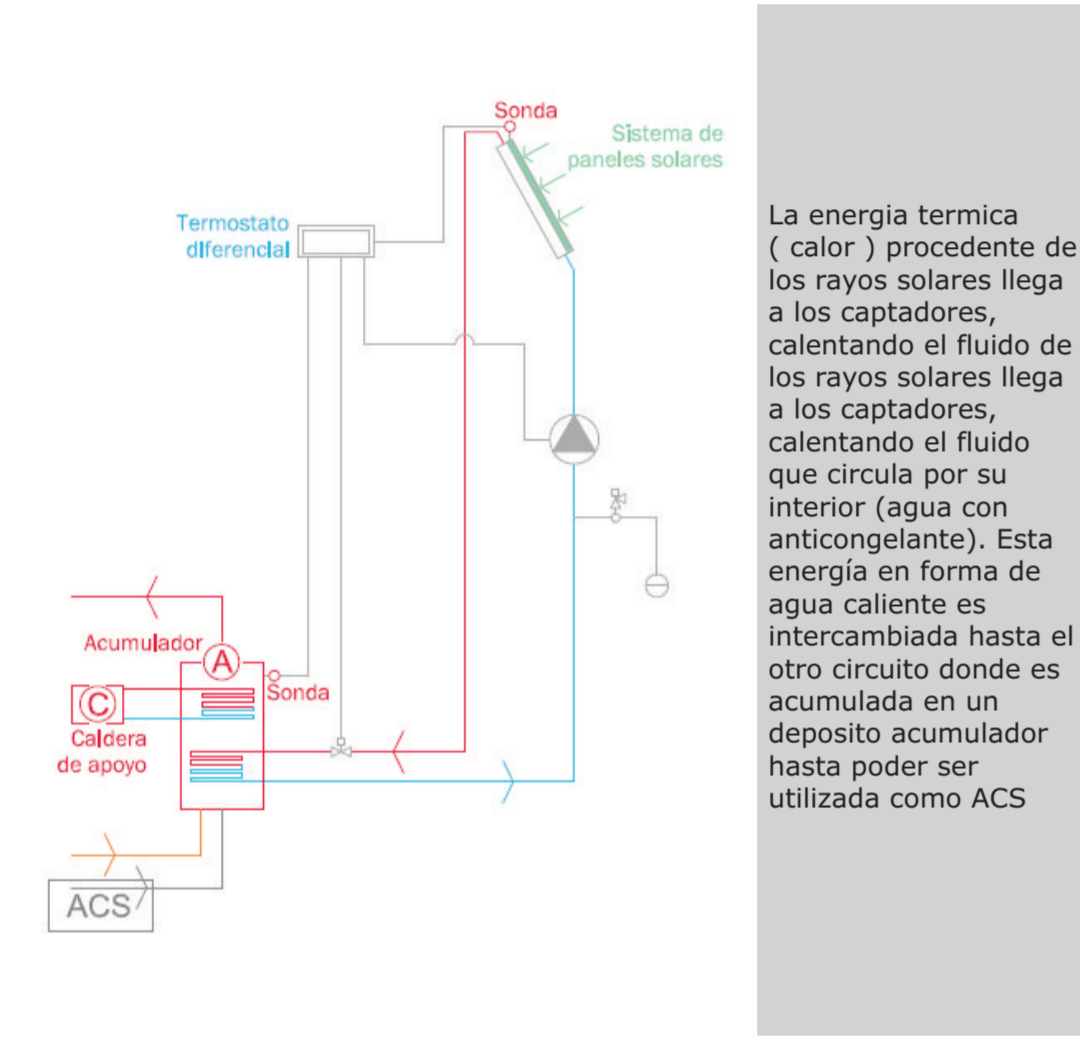 Sonda
Sistema de
paneles solares
Termostato
diferencial
Acumulador
A
Sonda
C
Caldera
de apoyo
ACS
La energia termica
( calor ) procedente de
los rayos solares llega
a los captadores,
calentando el fluido de
los rayos solares llega
a los captadores,
calentando el fluido
que circula por su
interior (agua con
anticongelante). Esta
energía en forma de
agua caliente es
intercambiada hasta el
otro circuito donde es
acumulada en un
deposito acumulador
hasta poder ser
utilizada como ACS